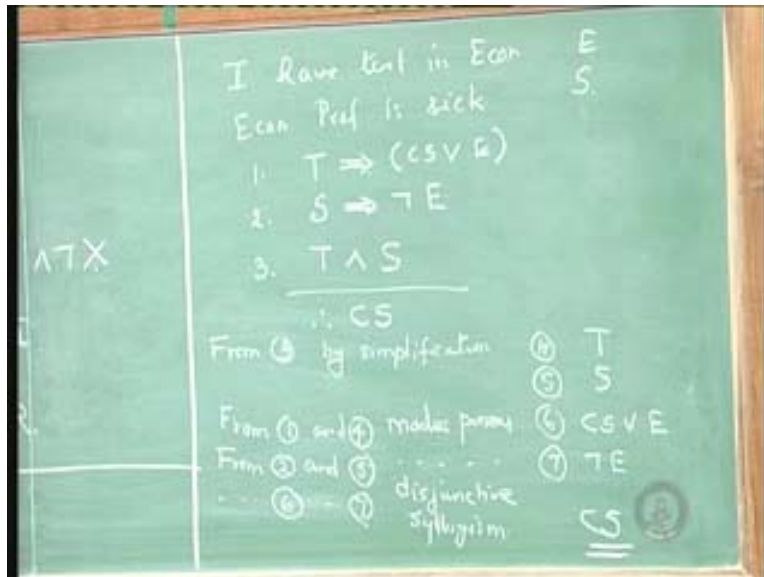 I Have test in Econ E
Econ Prof is sick S.
1. T ⇒ (CS ∨ E)
2. S ⇒ ¬E
3. T ∧ S
∴ CS
∧¬X
From ③ by simplification ④ T
⑤ S
From ① and ④ modus ponens ⑥ CS ∨ E
From ② and ⑤ - - - - - ⑦ ¬E
- - - ⑥ - - ⑦ disjunctive
syllogism CS
R.